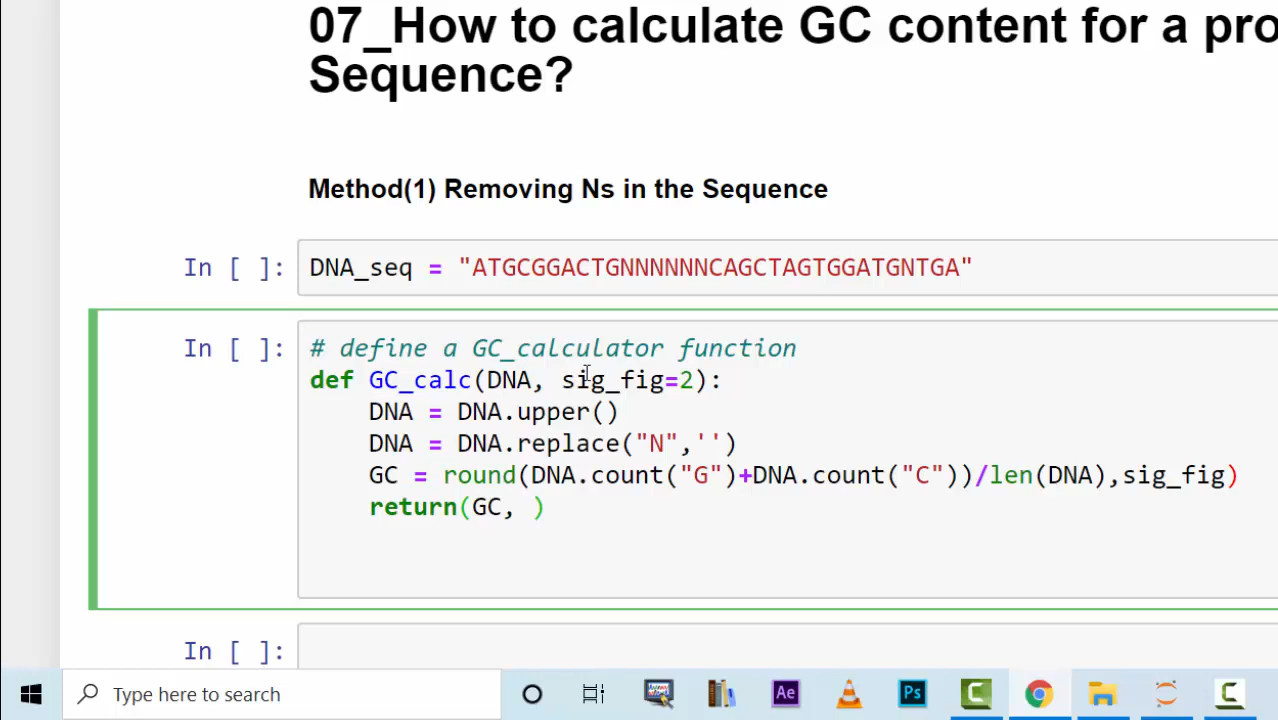 07_How to calculate GC content for a pro
Sequence?
Method(1) Removing Ns in the Sequence
In [ ]: DNA_seq = "ATGCGGACTGNNNNNNCAGCTAGTGGATGNTGA"
In [ ]: # define a GC_calculator function
def GC_calc(DNA, sig_fig=2):
DNA = DNA.upper()
DNA = DNA.replace("N",'')
GC = round(DNA.count("G")+DNA.count("C"))/len(DNA),sig_fig)
return(GC, )
In [ ]:
Type here to search
Ae
Ps